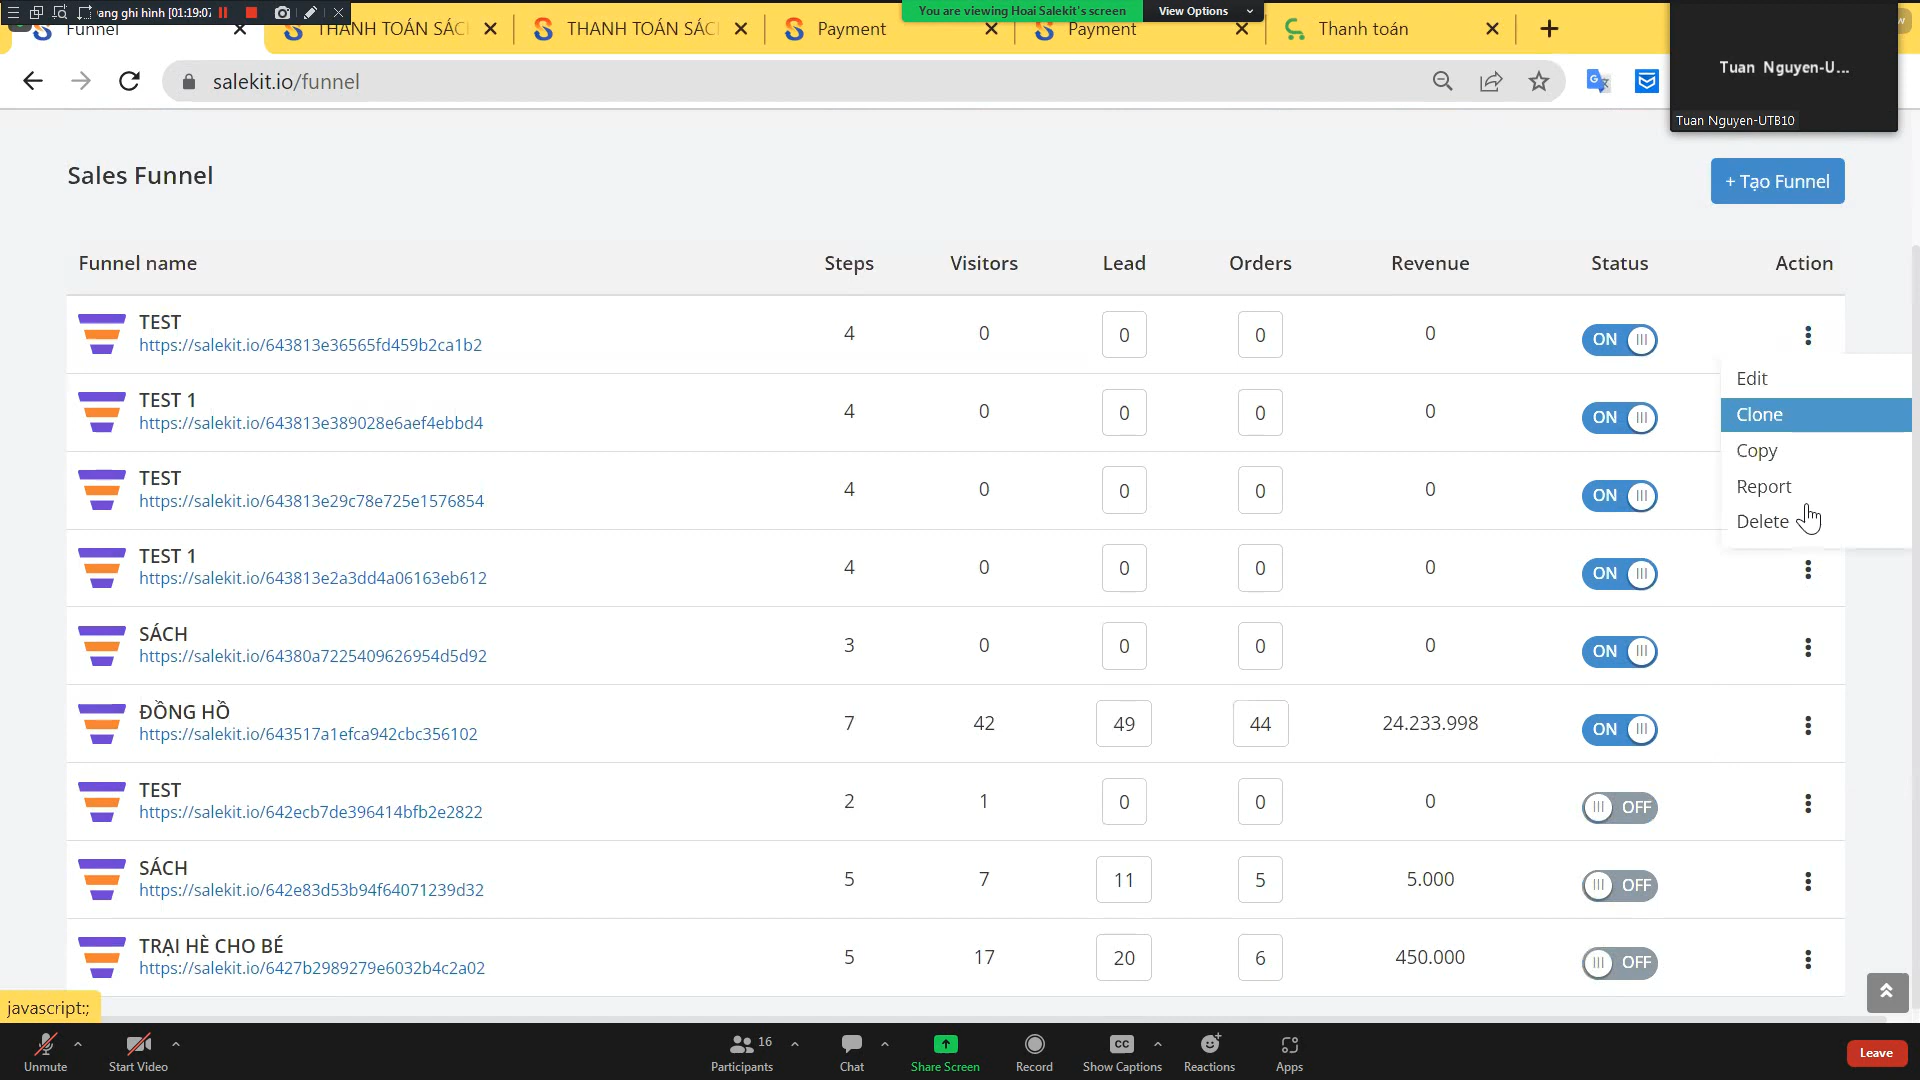 ang ghi hình [01:19:07
You are viewing Hoai Salekit's screen
View Options
Funnel
THANH TOÁN SÁC
THANH TOÁN SÁC
Payment
Payment
Thanh toán
salekit.io/funnel
Tuan Nguyen-U...
Tuan Nguyen-UTB10
Sales Funnel
+ Tạo Funnel
Funnel name Steps Visitors Lead Orders Revenue Status Action
TEST
https://salekit.io/643813e36565fd459b2ca1b2
4 0 0 0 0 ON
TEST 1
https://salekit.io/643813e389028e6aef4ebbd4
4 0 0 0 0 ON
TEST
https://salekit.io/643813e29c78e725e1576854
4 0 0 0 0 ON
TEST 1
https://salekit.io/643813e2a3dd4a06163eb612
4 0 0 0 0 ON
SÁCH
https://salekit.io/64380a7225409626954d5d92
3 0 0 0 0 ON
ĐỒNG HỒ
https://salekit.io/643517a1efca942cbc356102
7 42 49 44 24.233.998 ON
TEST
https://salekit.io/642ecb7de396414bfb2e2822
2 1 0 0 0 OFF
SÁCH
https://salekit.io/642e83d53b94f64071239d32
5 7 11 5 5.000 OFF
TRẠI HÈ CHO BÉ
https://salekit.io/6427b2989279e6032b4c2a02
5 17 20 6 450.000 OFF
Edit
Clone
Copy
Report
Delete
javascript:;
Unmute
Start Video
16
Participants
Chat
Share Screen
Record
CC
Show Captions
Reactions
Apps
Leave